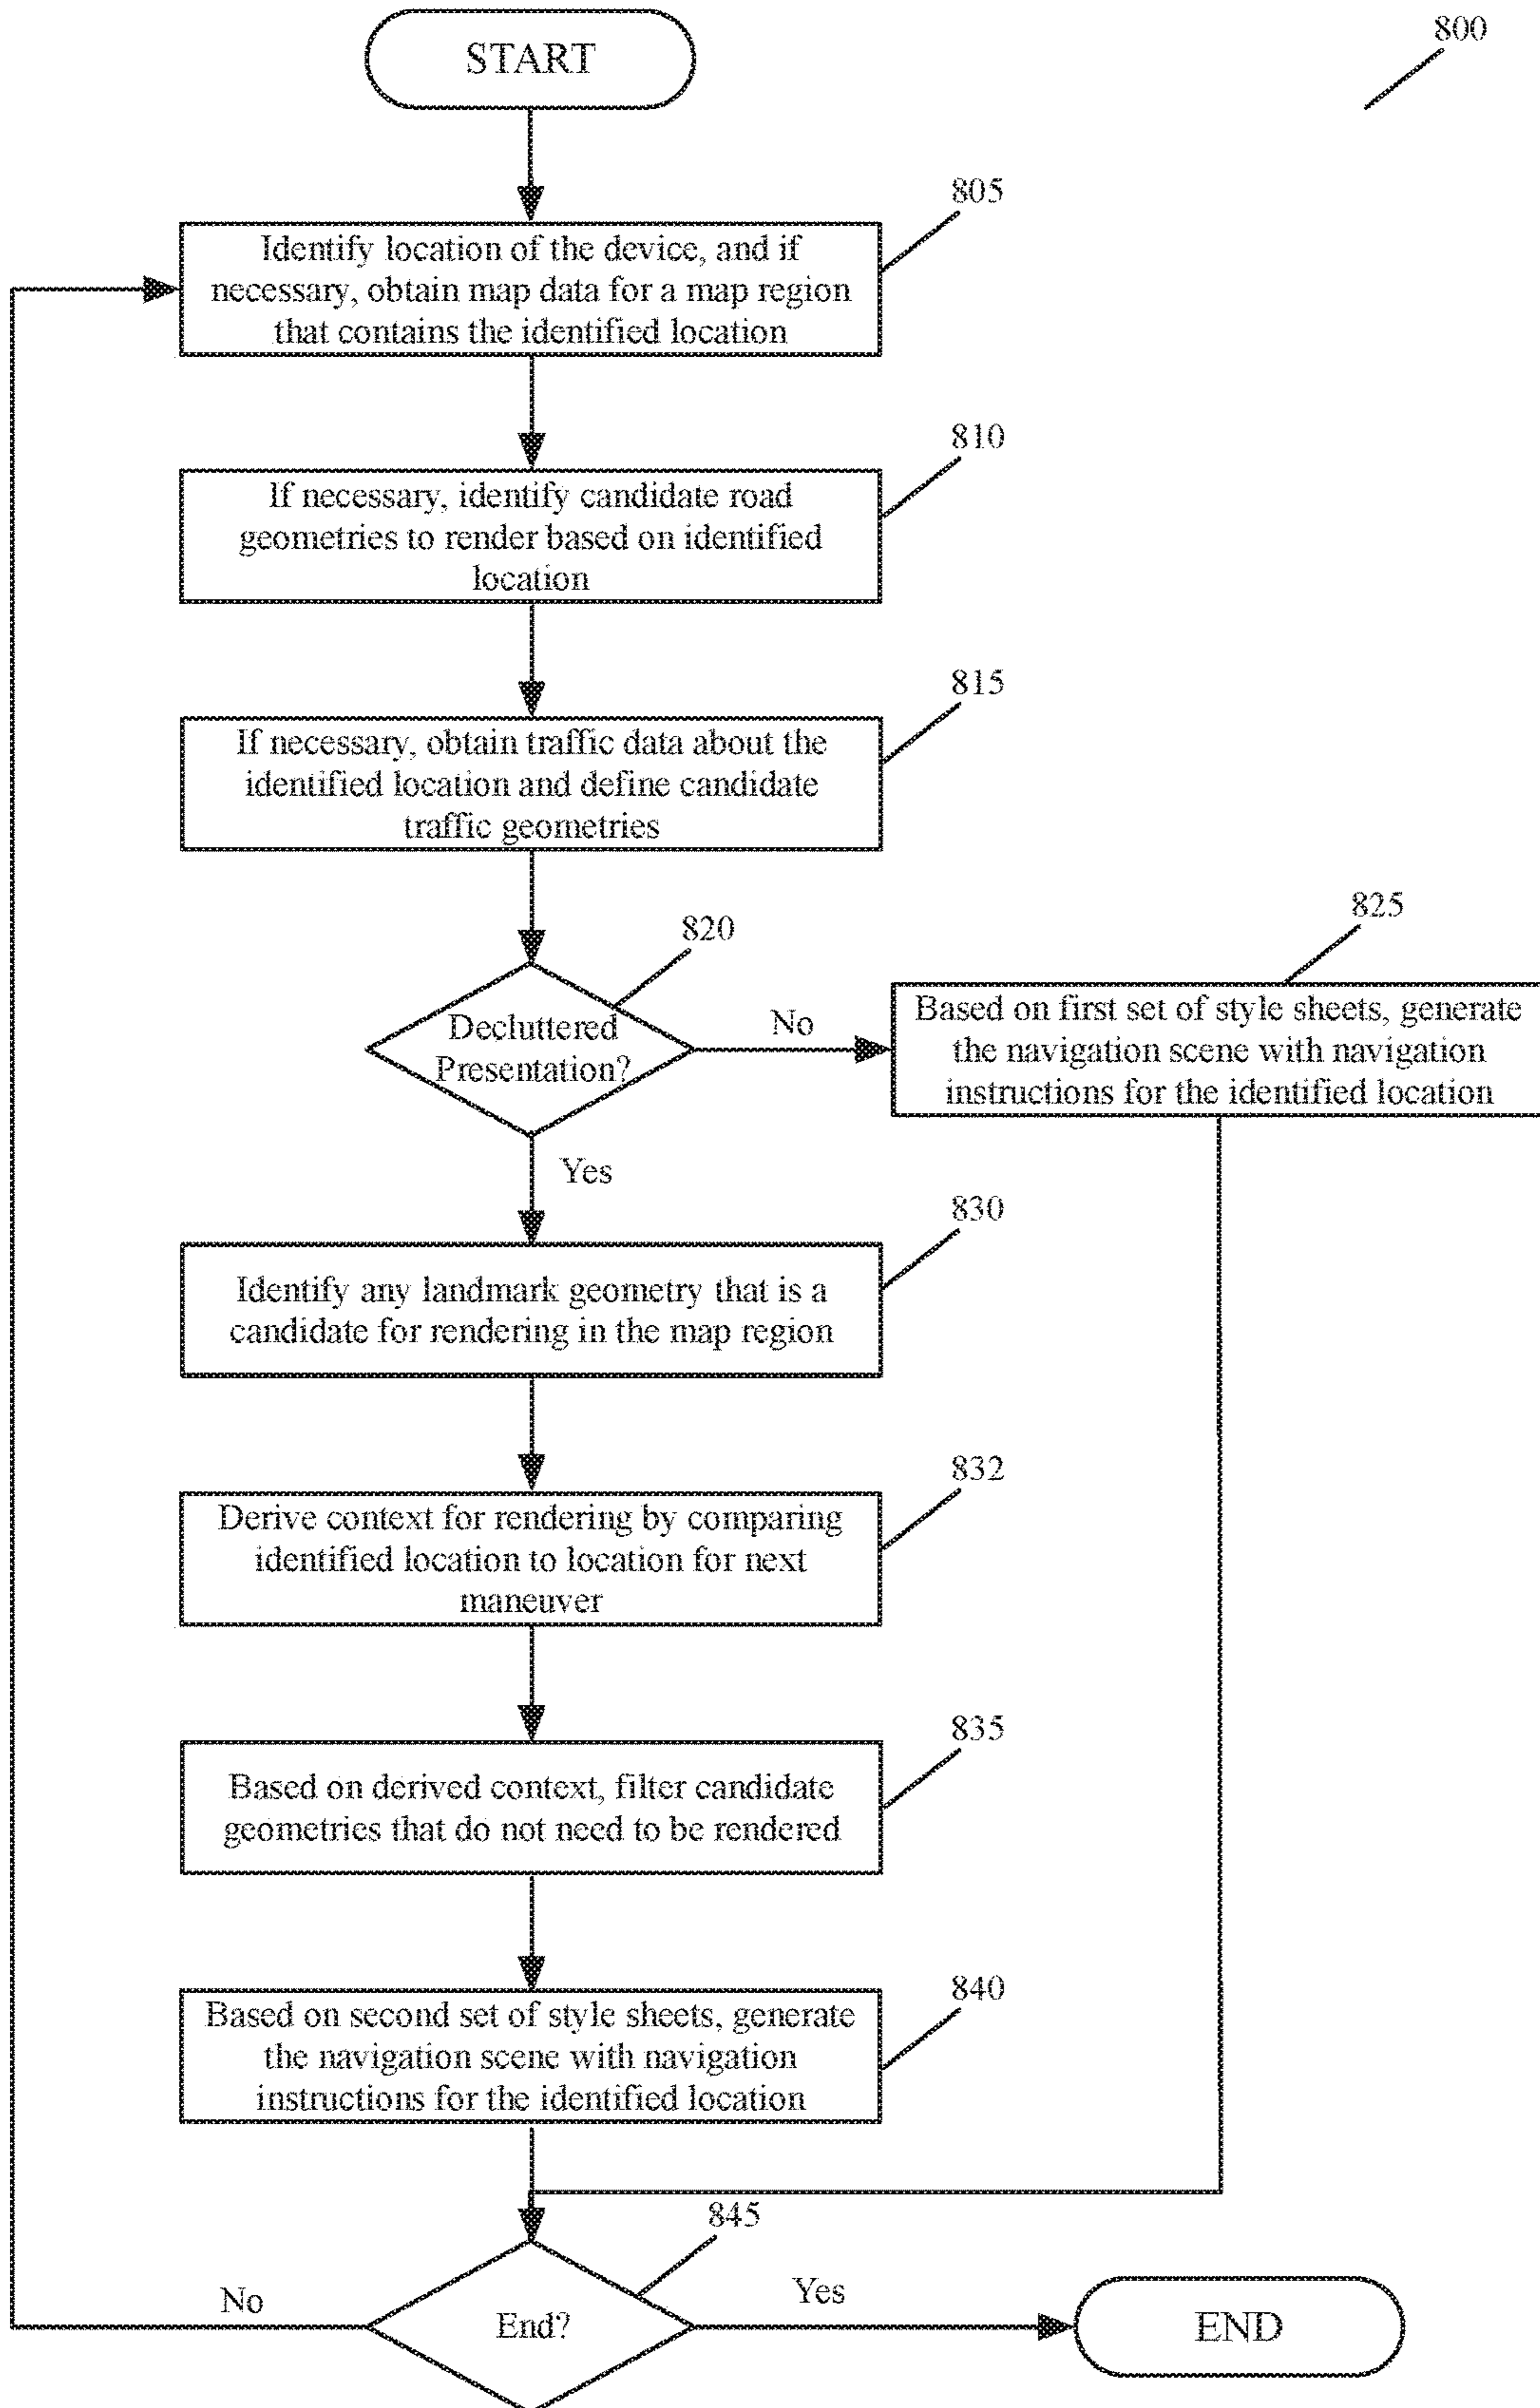 START
800
805
Identify location of the device, and if
necessary, obtain map data for a map region
that contains the identified location
810
If necessary, identify candidate road
geometries to render based on identified
location
815
If necessary, obtain traffic data about the
identified location and define candidate
traffic geometries
820
Decluttered
Presentation?
No
825
Based on first set of style sheets, generate
the navigation scene with navigation
instructions for the identified location
Yes
830
Identify any landmark geometry that is a
candidate for rendering in the map region
832
Derive context for rendering by comparing
identified location to location for next
maneuver
835
Based on derived context, filter candidate
geometries that do not need to be rendered
840
Based on second set of style sheets, generate
the navigation scene with navigation
instructions for the identified location
845
No
End?
Yes
END